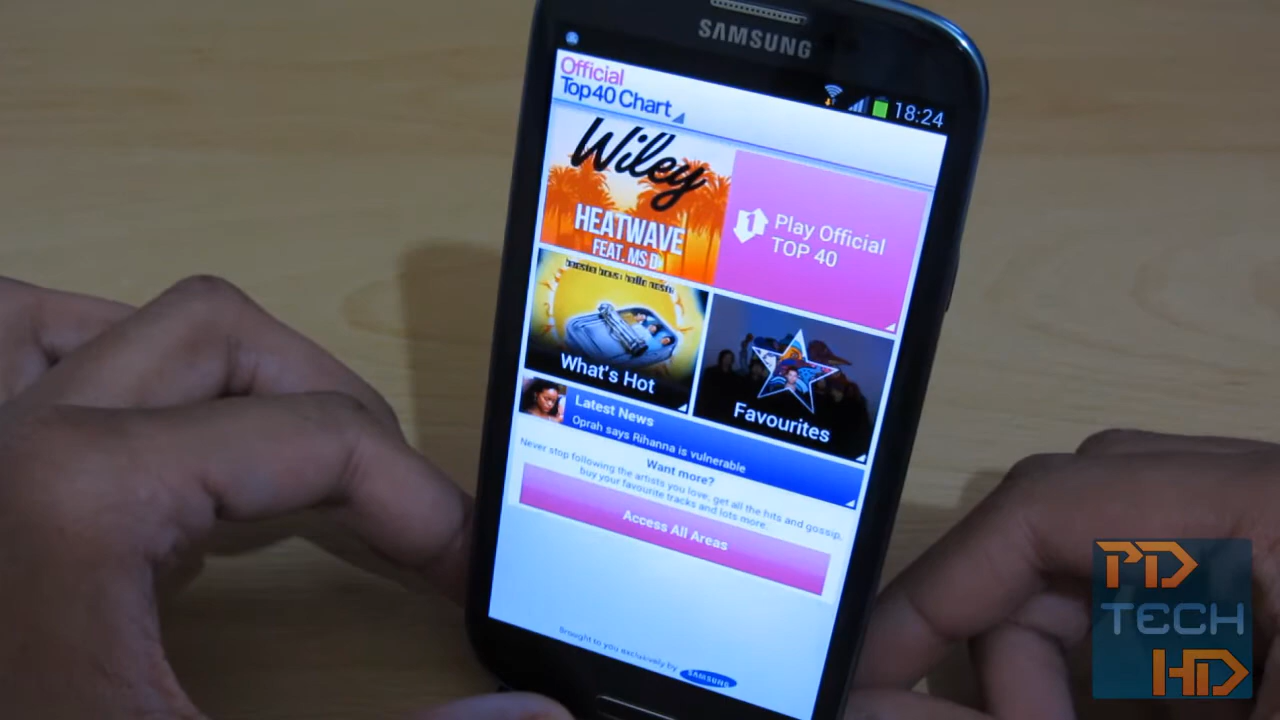 SAMSUNG
18:24
Official
Top40 Chart
Wiley
HEATWAVE
FEAT. MS D
1
Play Official
TOP 40
What's Hot
Favourites
Latest News
Oprah says Rihanna is vulnerable
Want more?
Never stop following the artists you love, get all the hits and gossip,
buy your favourite tracks and lots more.
Access All Areas
Brought to you exclusively by SAMSUNG
PD
TECH
HD